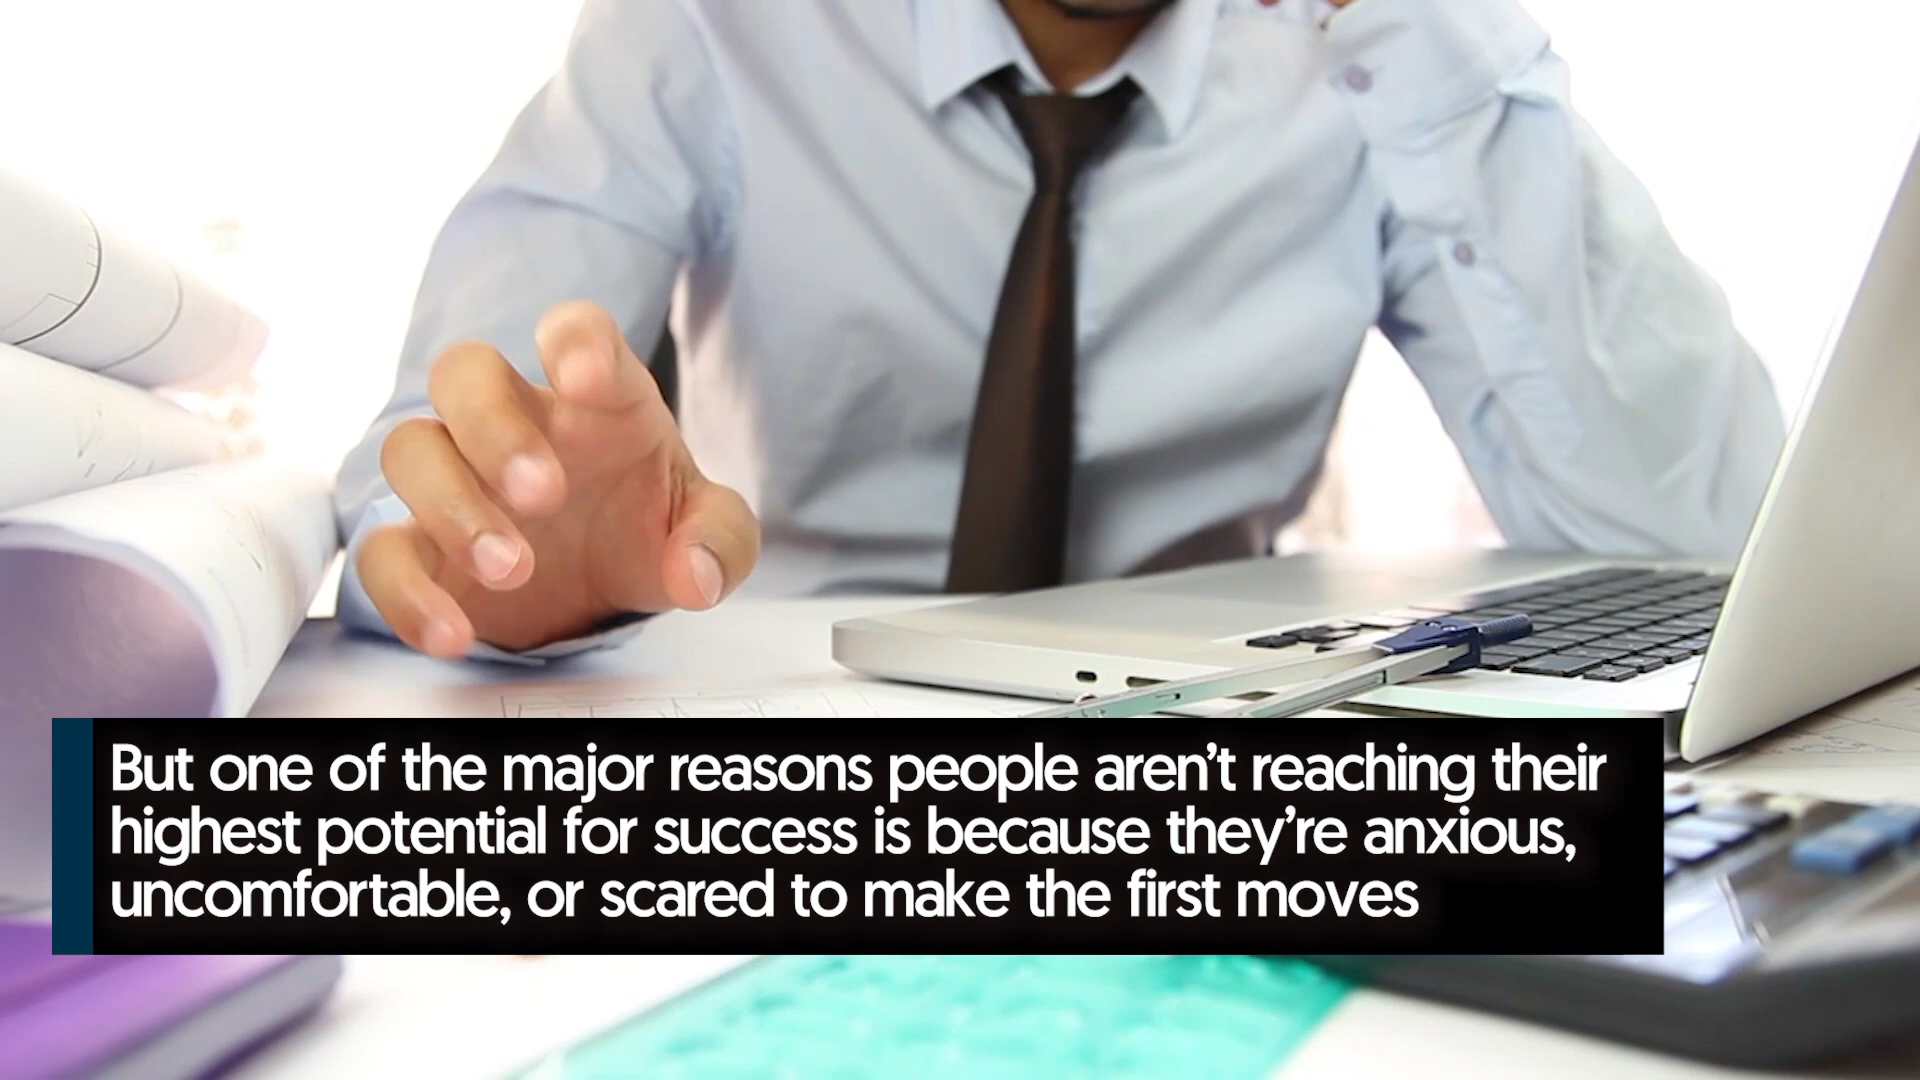 But one of the major reasons people aren’t reaching their
highest potential for success is because they’re anxious,
uncomfortable, or scared to make the first moves